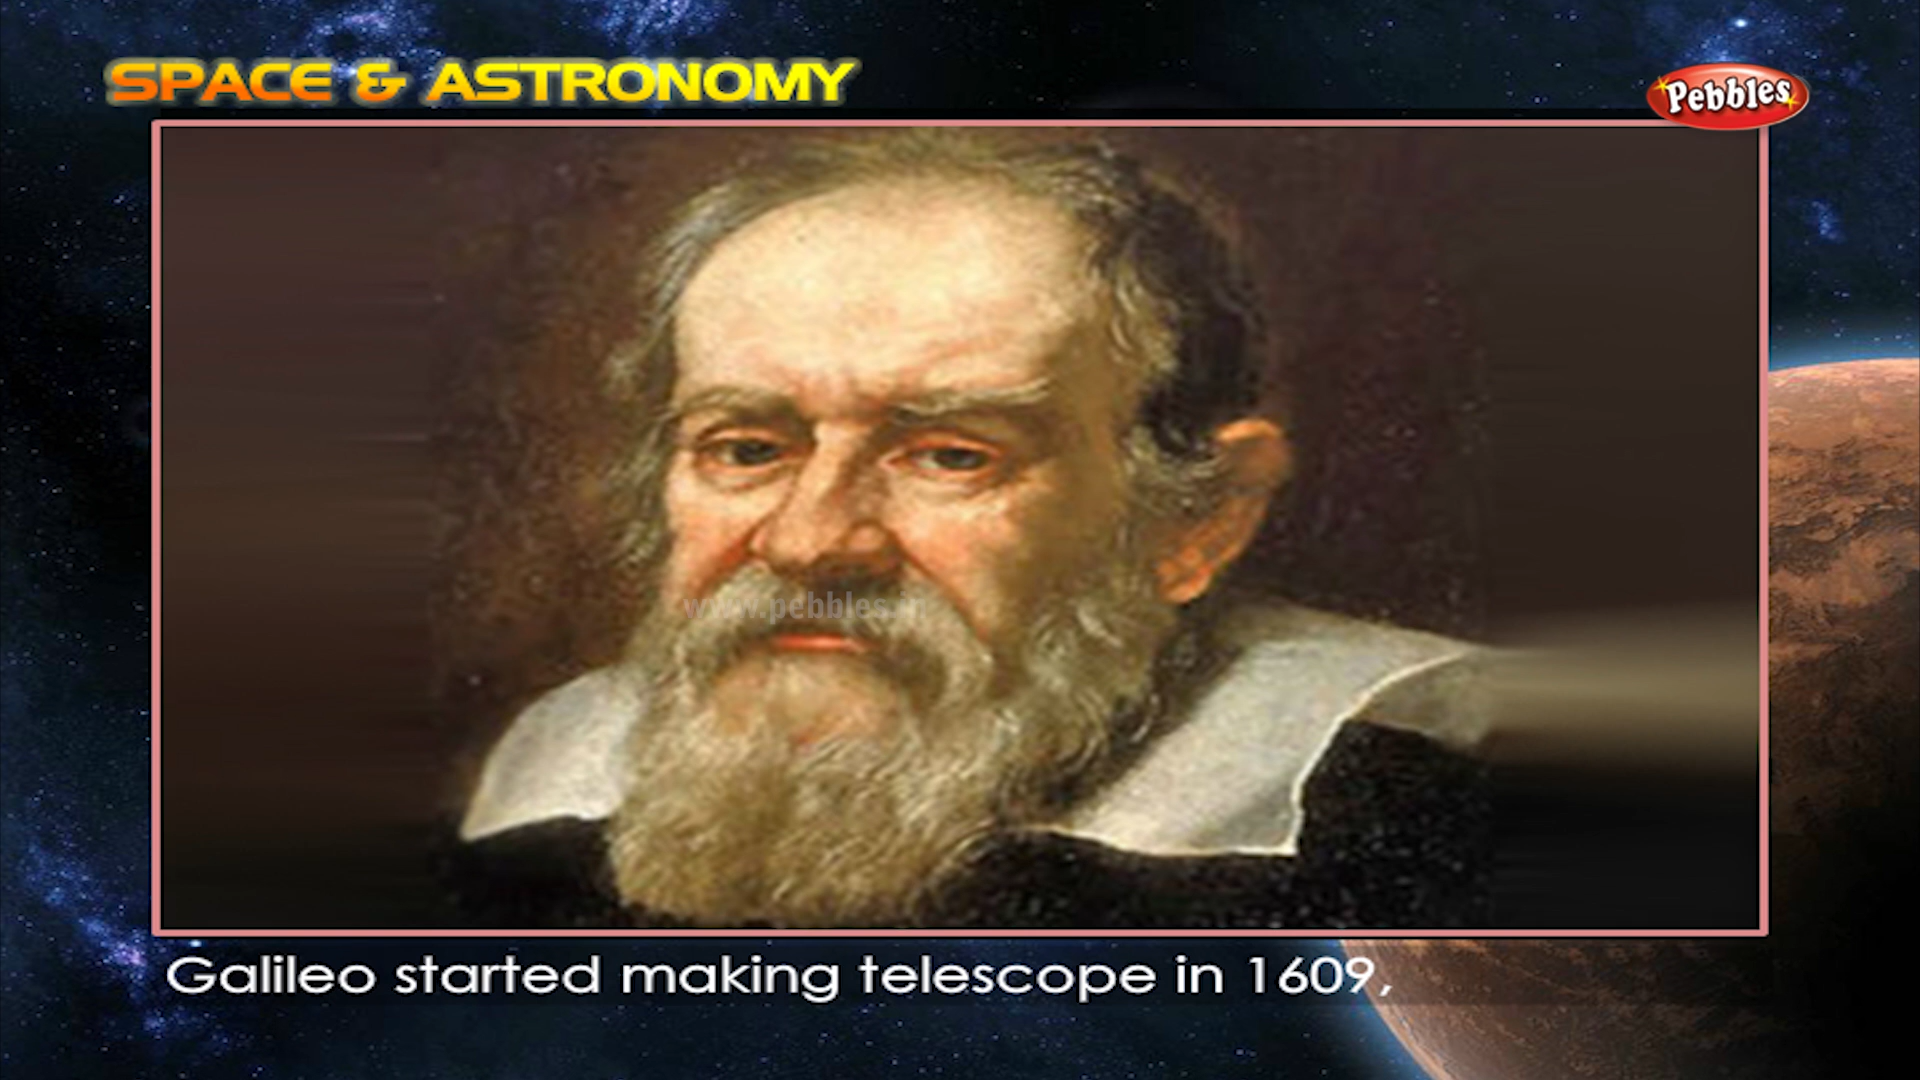 SPACE & ASTRONOMY
Pebbles
www.pebbles.in
Galileo started making telescope in 1609,